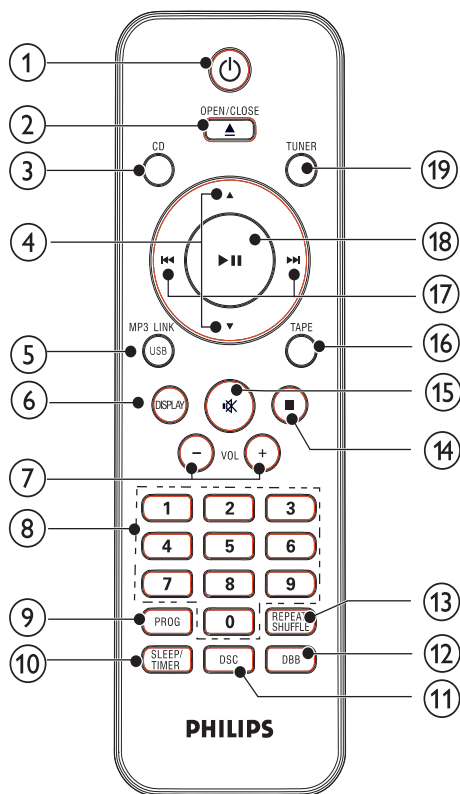 1
OPEN/CLOSE
2
CD
TUNER
3
19
4
18
17
MP3 LINK
TAPE
5
USB
16
6
DISPLAY
15
14
7
- VOL +
8
1 2 3
4 5 6
7 8 9
9
PROG
0
REPEAT/
SHUFFLE
13
10
SLEEP/
TIMER
DSC
DBB
12
11
PHILIPS